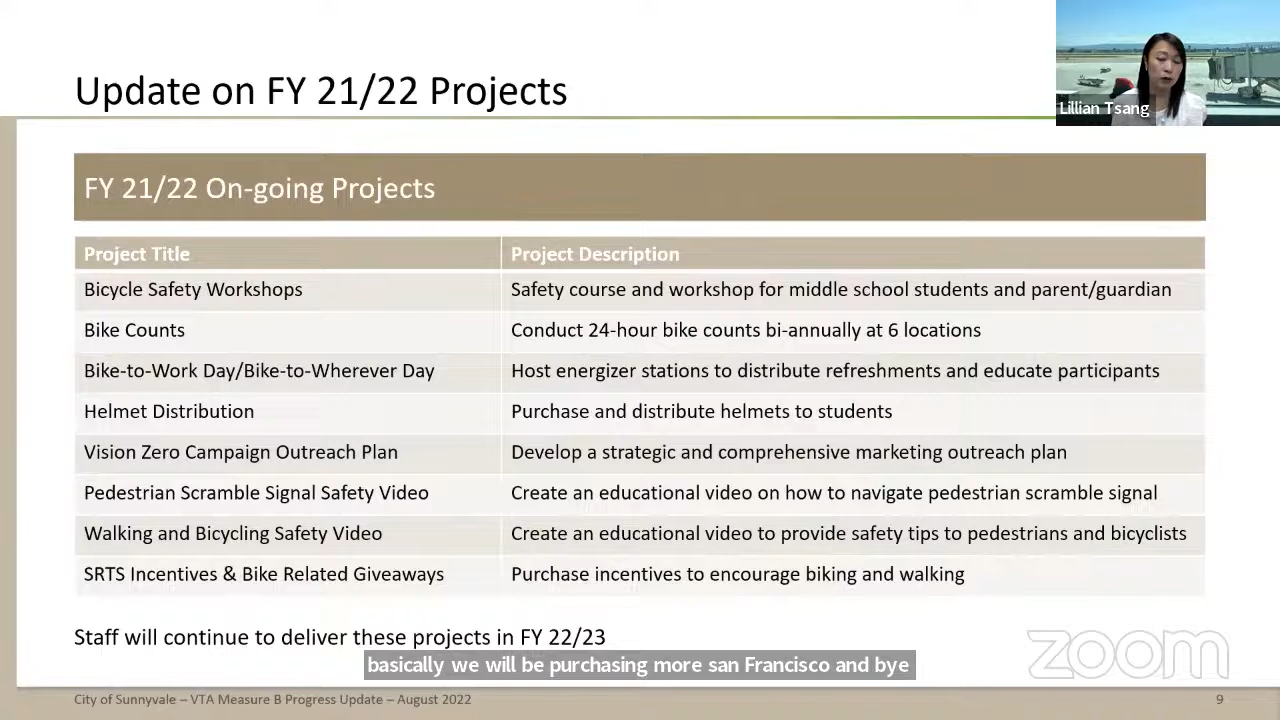 Update on FY 21/22 Projects
Lillian Tsang
FY 21/22 On-going Projects
Project Title Project Description
Bicycle Safety Workshops Safety course and workshop for middle school students and parent/guardian
Bike Counts Conduct 24-hour bike counts bi-annually at 6 locations
Bike-to-Work Day/Bike-to-Wherever Day Host energizer stations to distribute refreshments and educate participants
Helmet Distribution Purchase and distribute helmets to students
Vision Zero Campaign Outreach Plan Develop a strategic and comprehensive marketing outreach plan
Pedestrian Scramble Signal Safety Video Create an educational video on how to navigate pedestrian scramble signal
Walking and Bicycling Safety Video Create an educational video to provide safety tips to pedestrians and bicyclists
SRTS Incentives & Bike Related Giveaways Purchase incentives to encourage biking and walking
Staff will continue to deliver these projects in FY 22/23
zoom
basically we will be purchasing more san Francisco and bye
City of Sunnyvale – VTA Measure B Progress Update – August 2022 9